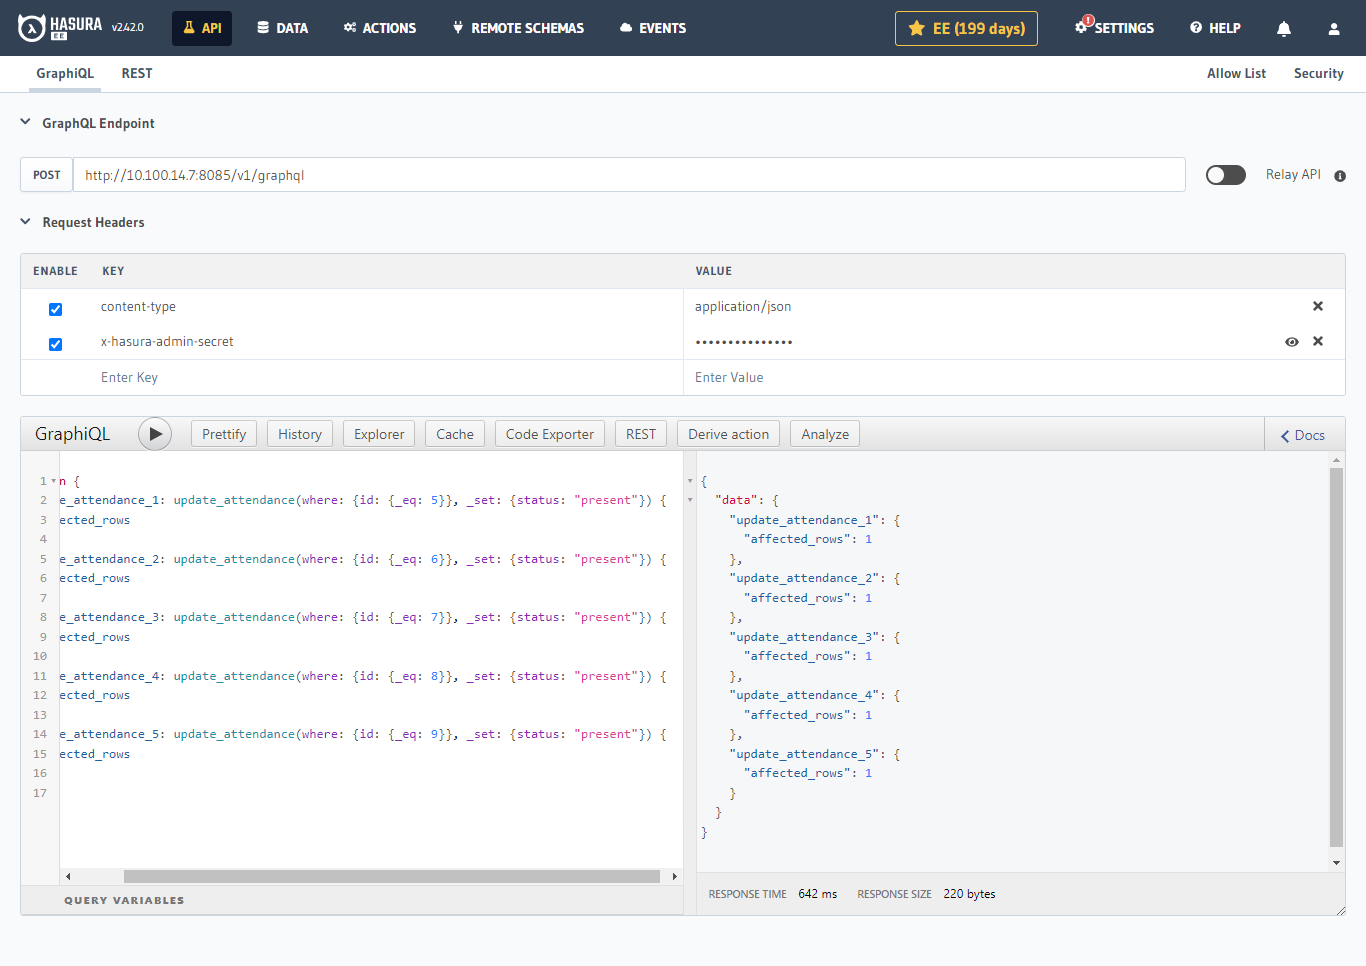 HASURA EE v2.42.0 API DATA ACTIONS REMOTE SCHEMAS EVENTS EE (199 days) ! SETTINGS HELP
GraphiQL REST Allow List Security
GraphQL Endpoint
POST http://10.100.14.7:8085/v1/graphql Relay API
Request Headers
ENABLE KEY VALUE
content-type application/json
x-hasura-admin-secret •••••••••••••••
Enter Key Enter Value
GraphiQL Prettify History Explorer Cache Code Exporter REST Derive action Analyze Docs
1 n {
2 e_attendance_1: update_attendance(where: {id: {_eq: 5}}, _set: {status: "present"}) {
3 ected_rows
4
5 e_attendance_2: update_attendance(where: {id: {_eq: 6}}, _set: {status: "present"}) {
6 ected_rows
7
8 e_attendance_3: update_attendance(where: {id: {_eq: 7}}, _set: {status: "present"}) {
9 ected_rows
10
11 e_attendance_4: update_attendance(where: {id: {_eq: 8}}, _set: {status: "present"}) {
12 ected_rows
13
14 e_attendance_5: update_attendance(where: {id: {_eq: 9}}, _set: {status: "present"}) {
15 ected_rows
16
17
QUERY VARIABLES
{
"data": {
"update_attendance_1": {
"affected_rows": 1
},
"update_attendance_2": {
"affected_rows": 1
},
"update_attendance_3": {
"affected_rows": 1
},
"update_attendance_4": {
"affected_rows": 1
},
"update_attendance_5": {
"affected_rows": 1
}
}
}
RESPONSE TIME 642 ms RESPONSE SIZE 220 bytes